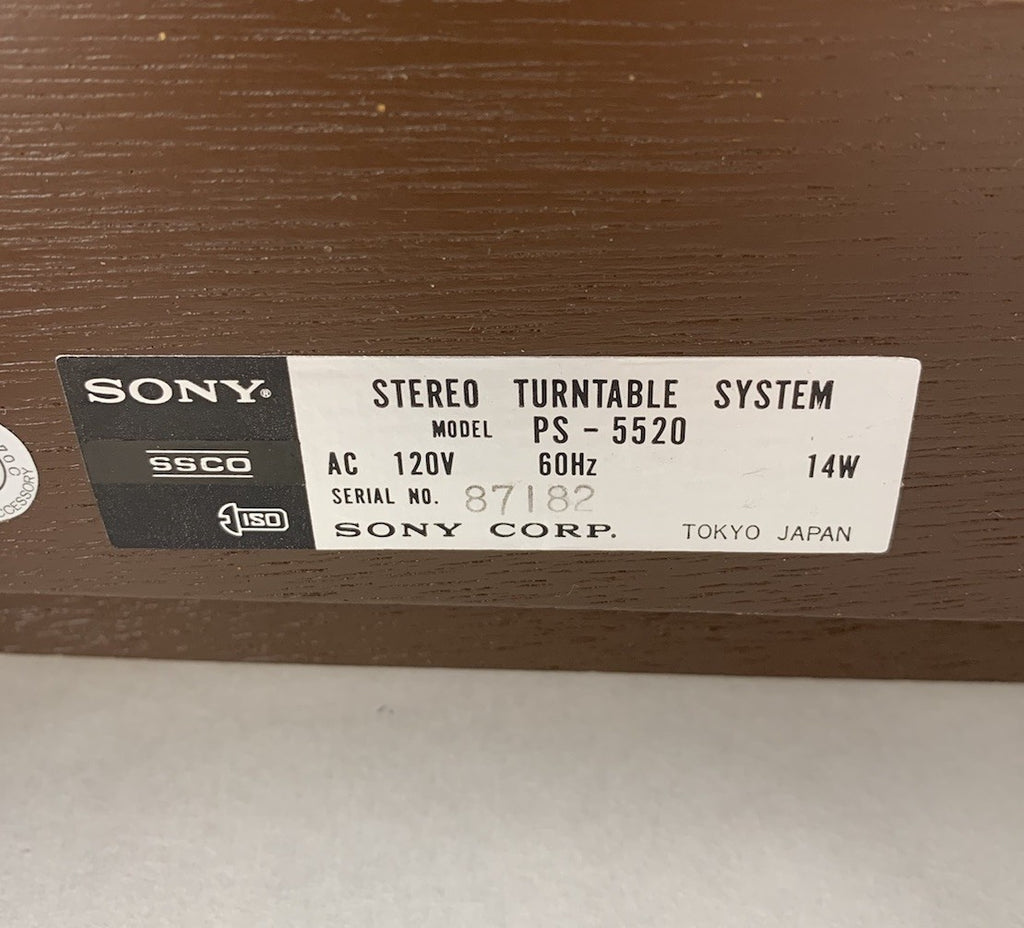 SONY®
SSCO
ISO
STEREO TURNTABLE SYSTEM
MODEL PS - 5520
AC 120V 60Hz 14W
SERIAL NO. 87182
SONY CORP. TOKYO JAPAN